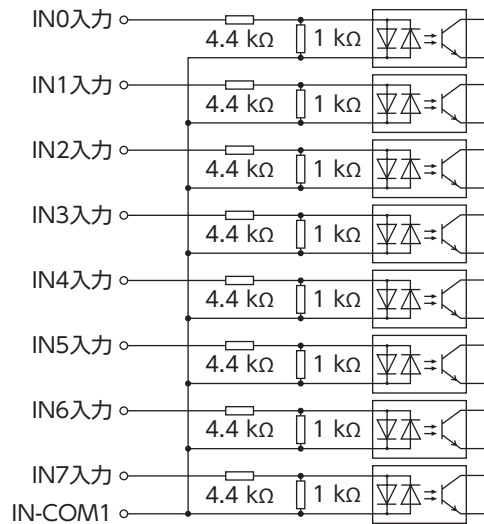 IN0入力
4.4 kΩ 1 kΩ
IN1入力
4.4 kΩ 1 kΩ
IN2入力
4.4 kΩ 1 kΩ
IN3入力
4.4 kΩ 1 kΩ
IN4入力
4.4 kΩ 1 kΩ
IN5入力
4.4 kΩ 1 kΩ
IN6入力
4.4 kΩ 1 kΩ
IN7入力
4.4 kΩ 1 kΩ
IN-COM1